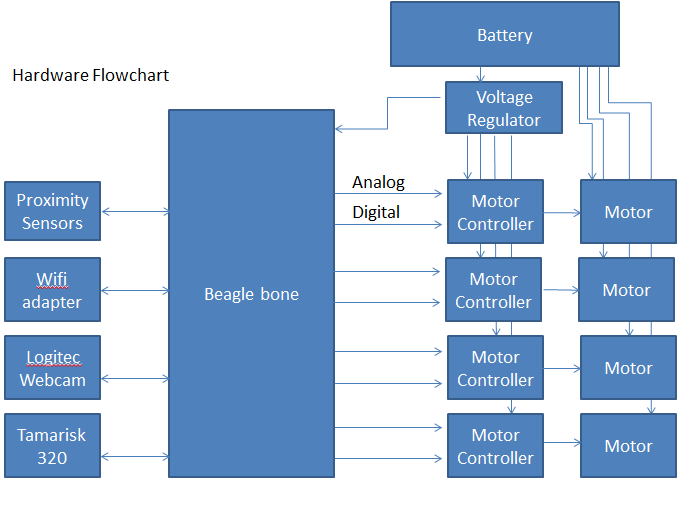 Battery
Hardware Flowchart
Voltage
Regulator
Analog
Digital
Proximity
Sensors
Motor
Controller
Motor
Wifi
adapter
Beagle bone
Motor
Controller
Motor
Logitec
Webcam
Motor
Controller
Motor
Tamarisk
320
Motor
Controller
Motor